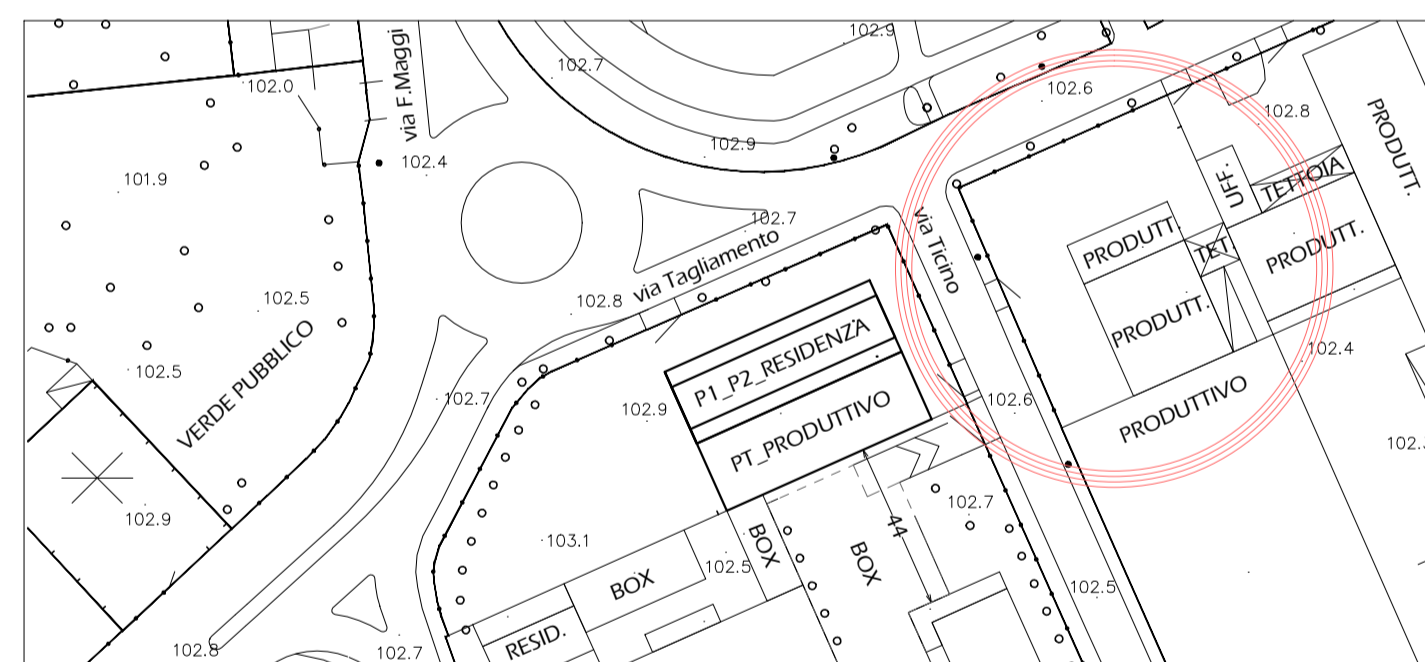 102.9
via F.Maggi
102.7
102.0
102.6
102.8
PRODUTT.
102.9
102.4
101.9
UFF.
TETTOIA
102.7
via Ticino
via Tagliamento
PRODUTT.
TET.
PRODUTT.
102.5
102.8
PRODUTT.
P1_P2_RESIDENZA
102.4
102.5
VERDE PUBBLICO
102.7
102.9
102.6
PRODUTTIVO
PT_PRODUTTIVO
102.7
102.9
44
103.1
BOX
BOX
102.5
BOX
102.5
RESID.
102.8
102.7